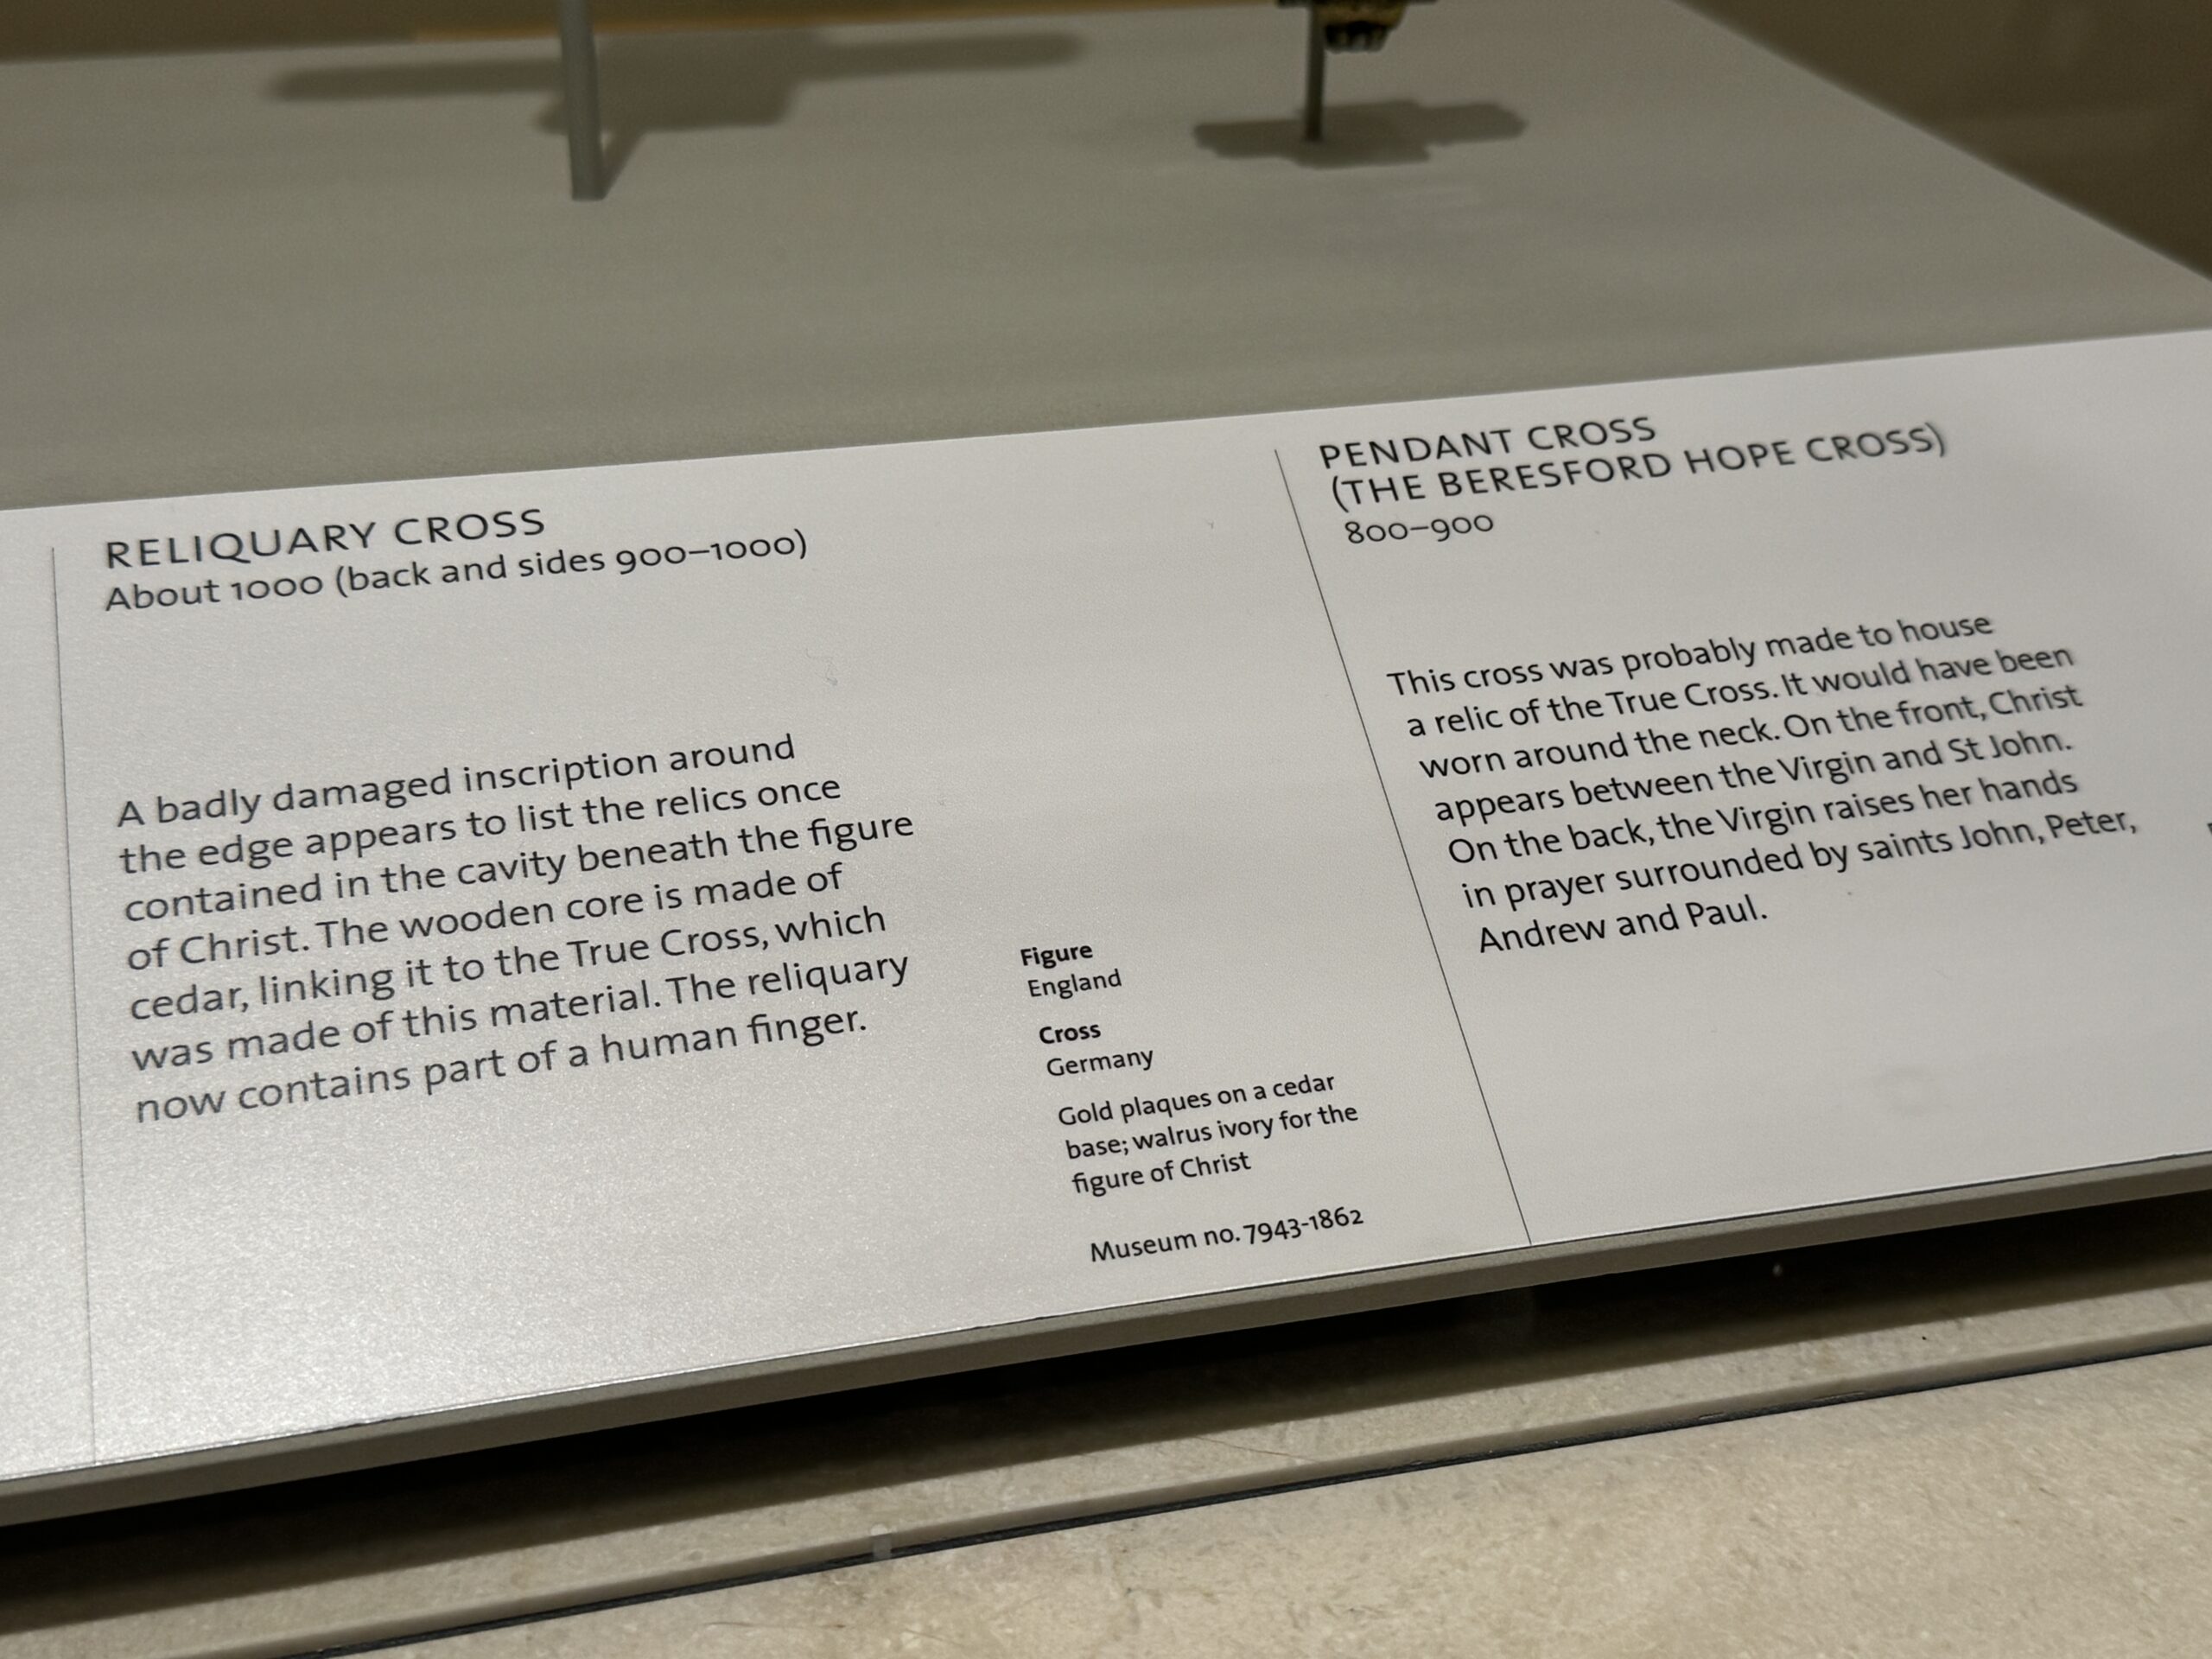 RELIQUARY CROSS
About 1000 (back and sides 900–1000)
A badly damaged inscription around
the edge appears to list the relics once
contained in the cavity beneath the figure
of Christ. The wooden core is made of
cedar, linking it to the True Cross, which
was made of this material. The reliquary
now contains part of a human finger.
Figure
England
Cross
Germany
Gold plaques on a cedar
base; walrus ivory for the
figure of Christ
Museum no. 7943-1862
PENDANT CROSS
(THE BERESFORD HOPE CROSS)
800–900
This cross was probably made to house
a relic of the True Cross. It would have been
worn around the neck. On the front, Christ
appears between the Virgin and St John.
On the back, the Virgin raises her hands
in prayer surrounded by saints John, Peter,
Andrew and Paul.